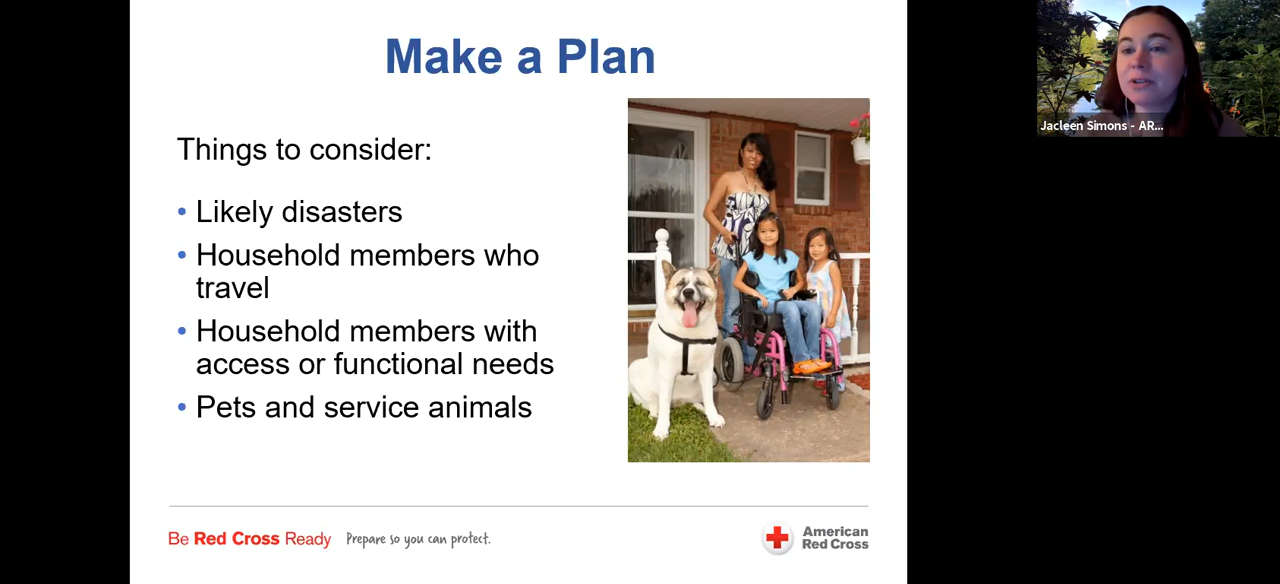 Make a Plan
Jacleen Simons - AR...
Things to consider:
• Likely disasters
• Household members who
travel
• Household members with
access or functional needs
• Pets and service animals
Be Red Cross Ready Prepare so you can protect.
American
Red Cross